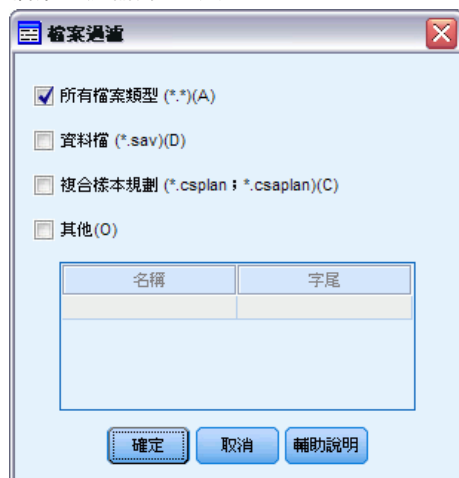 檔案過濾
所有檔案類型 (*.*)(A)
資料檔 (*.sav)(D)
複合樣本規劃 (*.csplan；*.csaplan)(C)
其他(O)
名稱 字尾
確定 取消 輔助說明